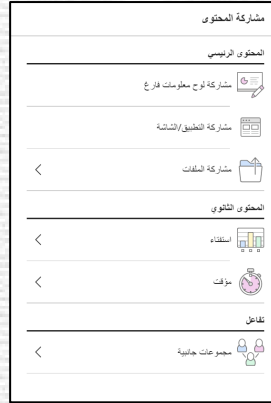 مشاركة المحتوى
المحتوى الرئيسي
مشاركة لوح معلومات فارغ
مشاركة التطبيق/الشاشة
مشاركة الملفات
المحتوى الثانوي
استفتاء
مؤقت
تفاعل
مجموعات جانبية